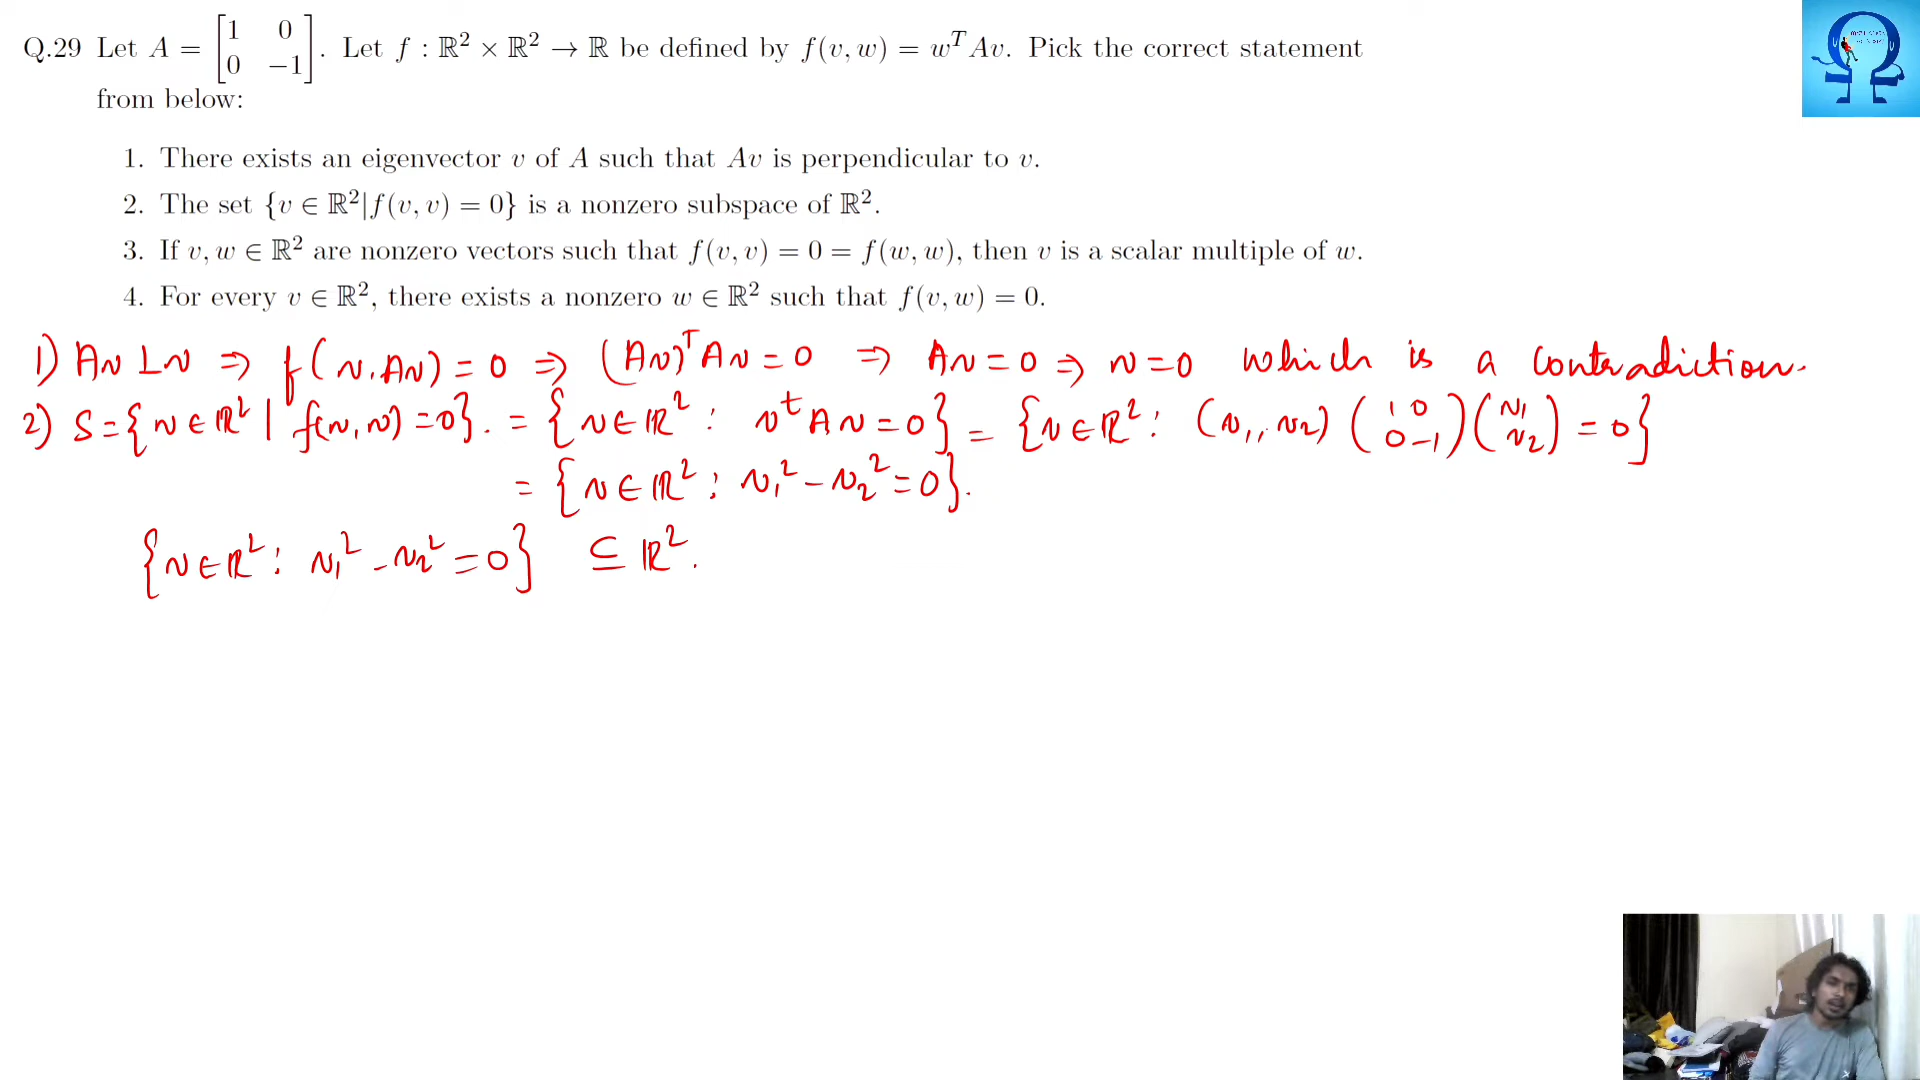 Q.29 Let A = [1 0; 0 −1]. Let f : ℝ² × ℝ² → ℝ be defined by f(v, w) = wᵀAv. Pick the correct statement
from below:
1. There exists an eigenvector v of A such that Av is perpendicular to v.
2. The set {v ∈ ℝ²|f(v, v) = 0} is a nonzero subspace of ℝ².
3. If v, w ∈ ℝ² are nonzero vectors such that f(v, v) = 0 = f(w, w), then v is a scalar multiple of w.
4. For every v ∈ ℝ², there exists a nonzero w ∈ ℝ² such that f(v, w) = 0.
1) Av ⊥ v ⇒ f(v, Av) = 0 ⇒ (Av)ᵀ Av = 0 ⇒ Av = 0 ⇒ v = 0 which is a contradiction.
2) S = {v ∈ ℝ² | f(v, v) = 0}. = {v ∈ ℝ² : vᵗ A v = 0} = {v ∈ ℝ² : (v₁, v₂) (1 0; 0 −1) (v₁; v₂) = 0}
= {v ∈ ℝ² : v₁² − v₂² = 0}.
{v ∈ ℝ² : v₁² − v₂² = 0} ⊆ ℝ².